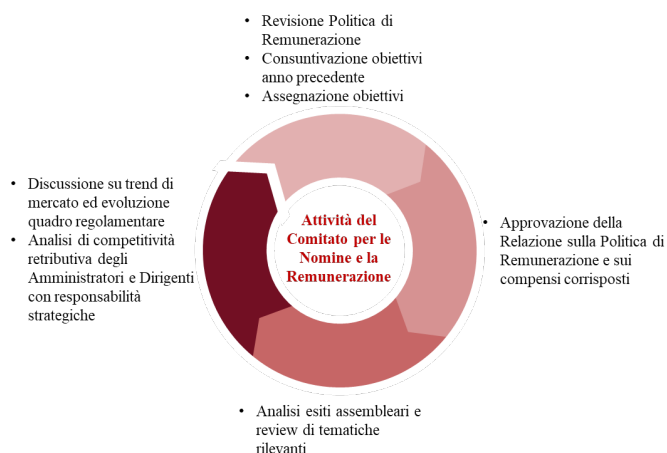 • Revisione Politica di
Remunerazione
• Consuntivazione obiettivi
anno precedente
• Assegnazione obiettivi
• Discussione su trend di
mercato ed evoluzione
quadro regolamentare
• Analisi di competitività
retributiva degli
Amministratori e Dirigenti
con responsabilità
strategiche
Attività del
Comitato per le
Nomine e la
Remunerazione
• Approvazione della
Relazione sulla Politica di
Remunerazione e sui
compensi corrisposti
• Analisi esiti assembleari e
review di tematiche
rilevanti